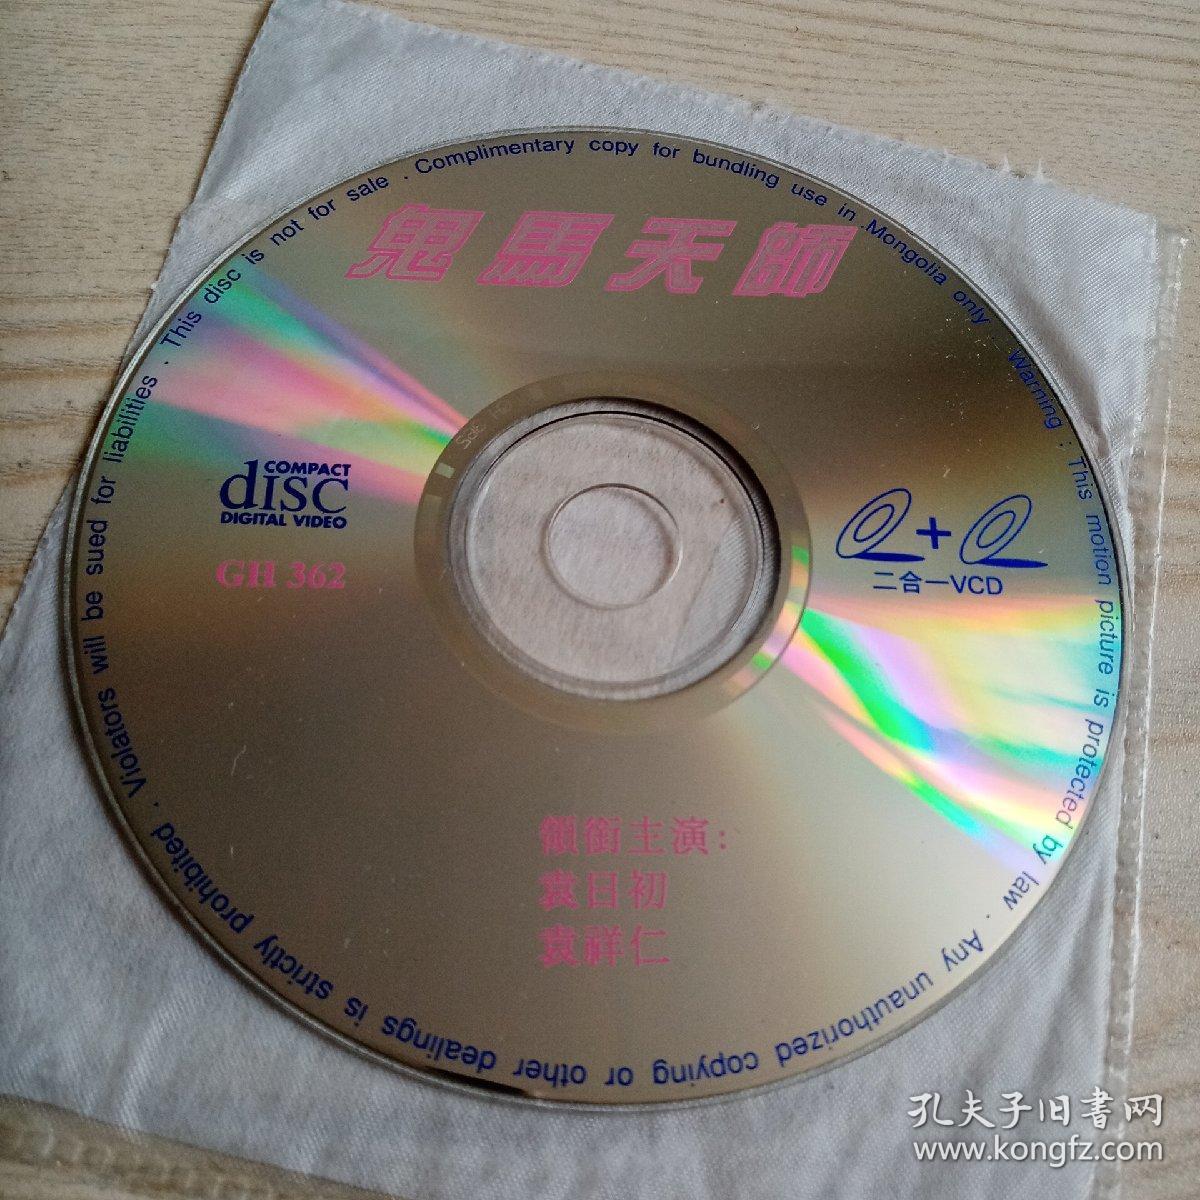 鬼馬天師
Complimentary copy for bundling use in Mongolia only . Warning : This motion picture is protected by law . Any unauthorized copying or other dealings is strictly prohibited . Violators will be sued for liabilities . This disc is not for sale .
COMPACT
disc
DIGITAL VIDEO
GH 362
+
二合一VCD
領銜主演:
袁日初
袁祥仁
孔夫子旧書网
www.kongfz.com